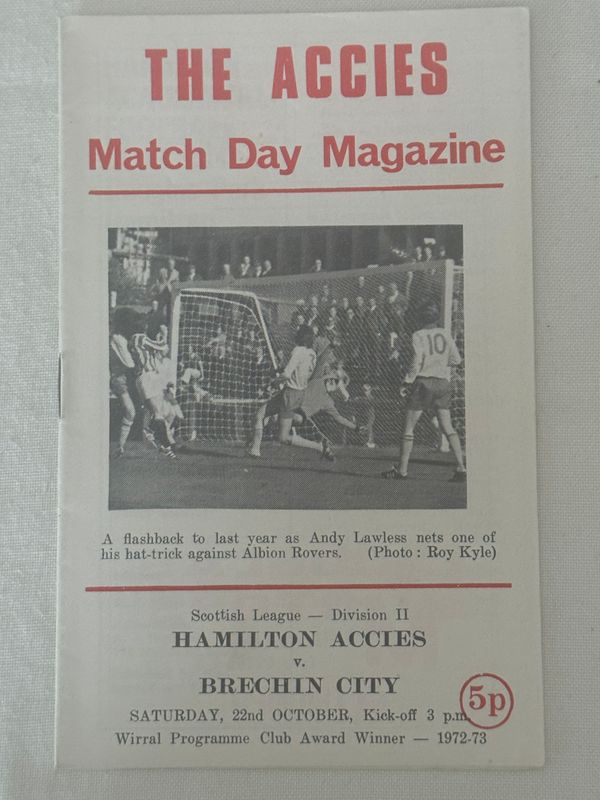 THE ACCIES
Match Day Magazine
10
A flashback to last year as Andy Lawless nets one of
his hat-trick against Albion Rovers. (Photo : Roy Kyle)
Scottish League — Division II
HAMILTON ACCIES
v.
BRECHIN CITY
SATURDAY, 22nd OCTOBER, Kick-off 3 p.m.
5p
Wirral Programme Club Award Winner — 1972-73